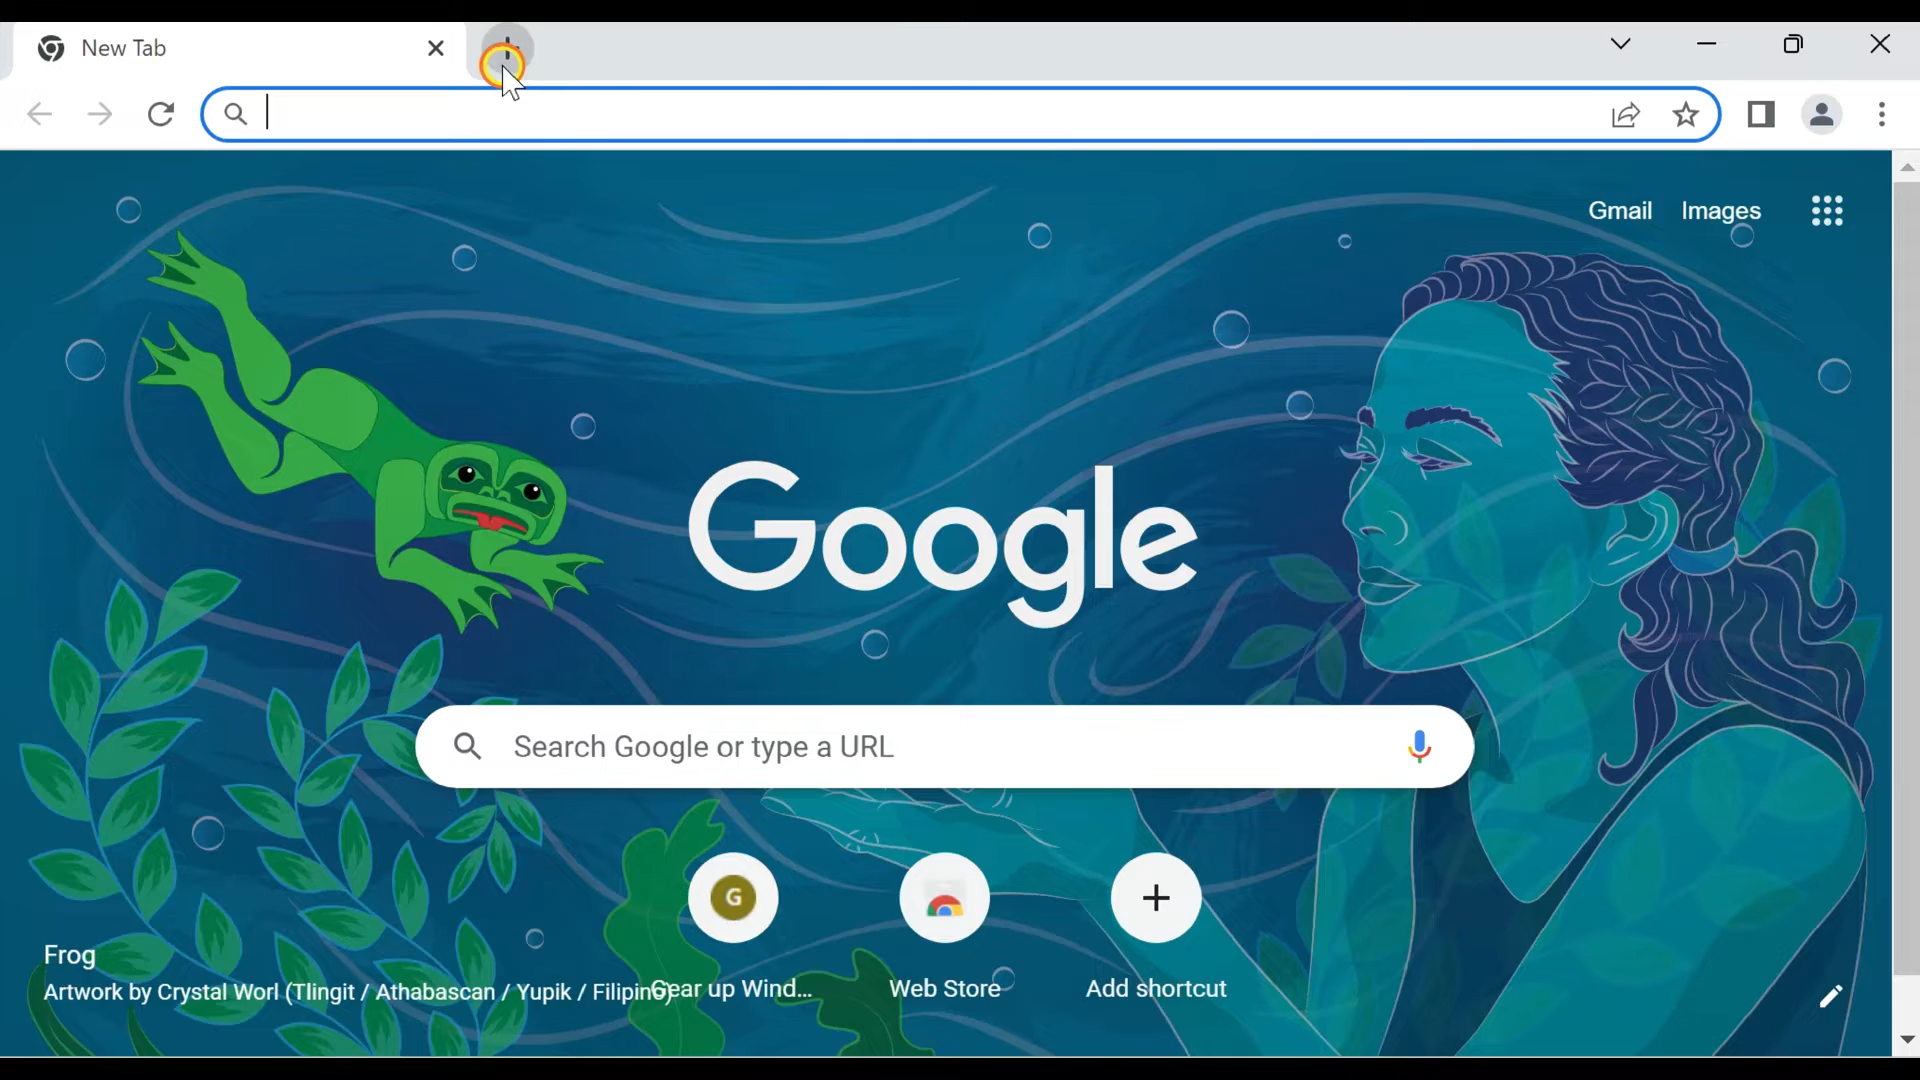 New Tab
Gmail Images
Google
Search Google or type a URL
G
Gear up Wind... Web Store Add shortcut
Frog
Artwork by Crystal Worl (Tlingit / Athabascan / Yupik / Filipino)